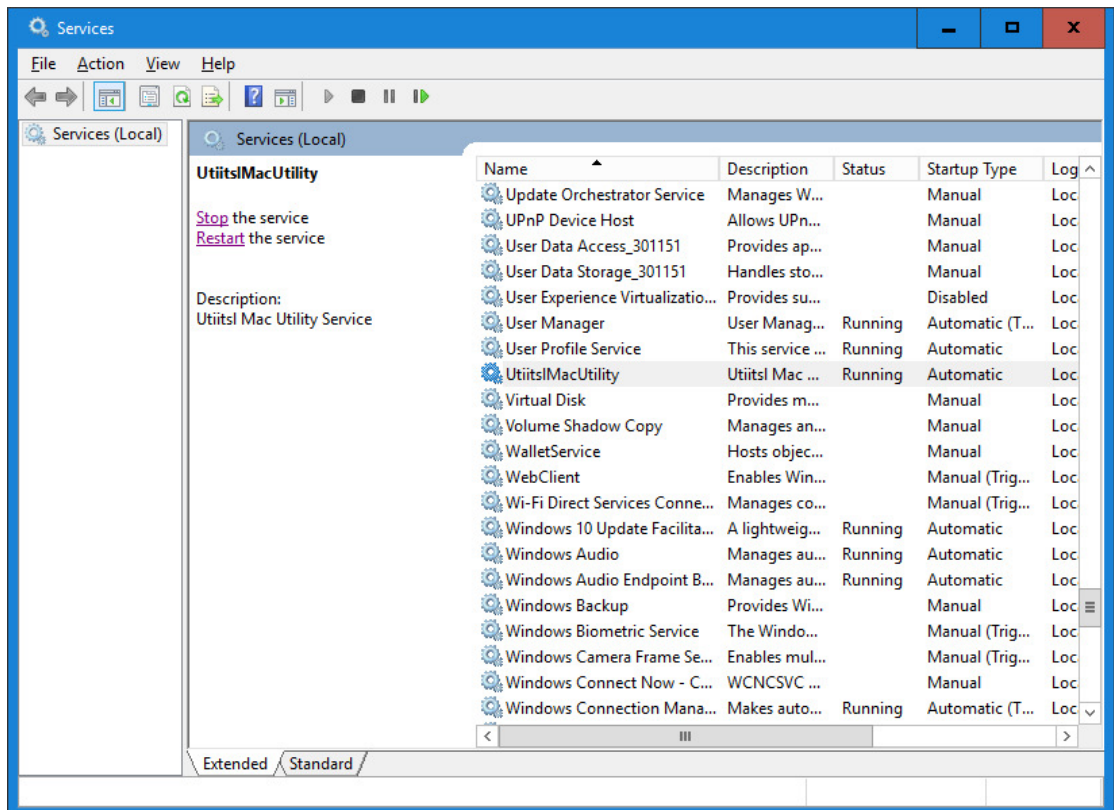 Services
File Action View Help
Services (Local)
Services (Local)
UtiitslMacUtility
Stop the service
Restart the service
Description:
Utiitsl Mac Utility Service
Name Description Status Startup Type Log
Update Orchestrator Service Manages W... Manual Loc
UPnP Device Host Allows UPn... Manual Loc
User Data Access_301151 Provides ap... Manual Loc
User Data Storage_301151 Handles sto... Manual Loc
User Experience Virtualizatio... Provides su... Disabled Loc
User Manager User Manag... Running Automatic (T... Loc
User Profile Service This service ... Running Automatic Loc
UtiitslMacUtility Utiitsl Mac ... Running Automatic Loc
Virtual Disk Provides m... Manual Loc
Volume Shadow Copy Manages an... Manual Loc
WalletService Hosts objec... Manual Loc
WebClient Enables Win... Manual (Trig... Loc
Wi-Fi Direct Services Conne... Manages co... Manual (Trig... Loc
Windows 10 Update Facilita... A lightweig... Running Automatic Loc
Windows Audio Manages au... Running Automatic Loc
Windows Audio Endpoint B... Manages au... Running Automatic Loc
Windows Backup Provides Wi... Manual Loc
Windows Biometric Service The Windo... Manual (Trig... Loc
Windows Camera Frame Se... Enables mul... Manual (Trig... Loc
Windows Connect Now - C... WCNCSVC ... Manual Loc
Windows Connection Mana... Makes auto... Running Automatic (T... Loc
Extended Standard